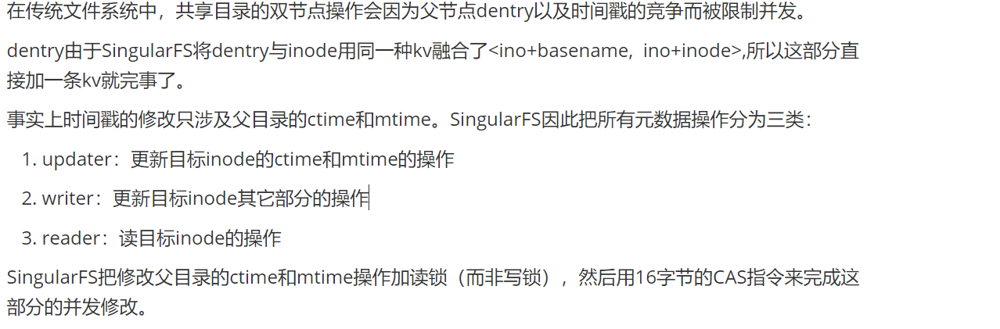 在传统文件系统中，共享目录的双节点操作会因为父节点dentry以及时间戳的竞争而被限制并发。
dentry由于SingularFS将dentry与inode用同一种kv融合了<ino+basename, ino+inode>,所以这部分直
接加一条kv就完事了。
事实上时间戳的修改只涉及父目录的ctime和mtime。SingularFS因此把所有元数据操作分为三类：
1. updater：更新目标inode的ctime和mtime的操作
2. writer：更新目标inode其它部分的操作
3. reader：读目标inode的操作
SingularFS把修改父目录的ctime和mtime操作加读锁（而非写锁），然后用16字节的CAS指令来完成这
部分的并发修改。